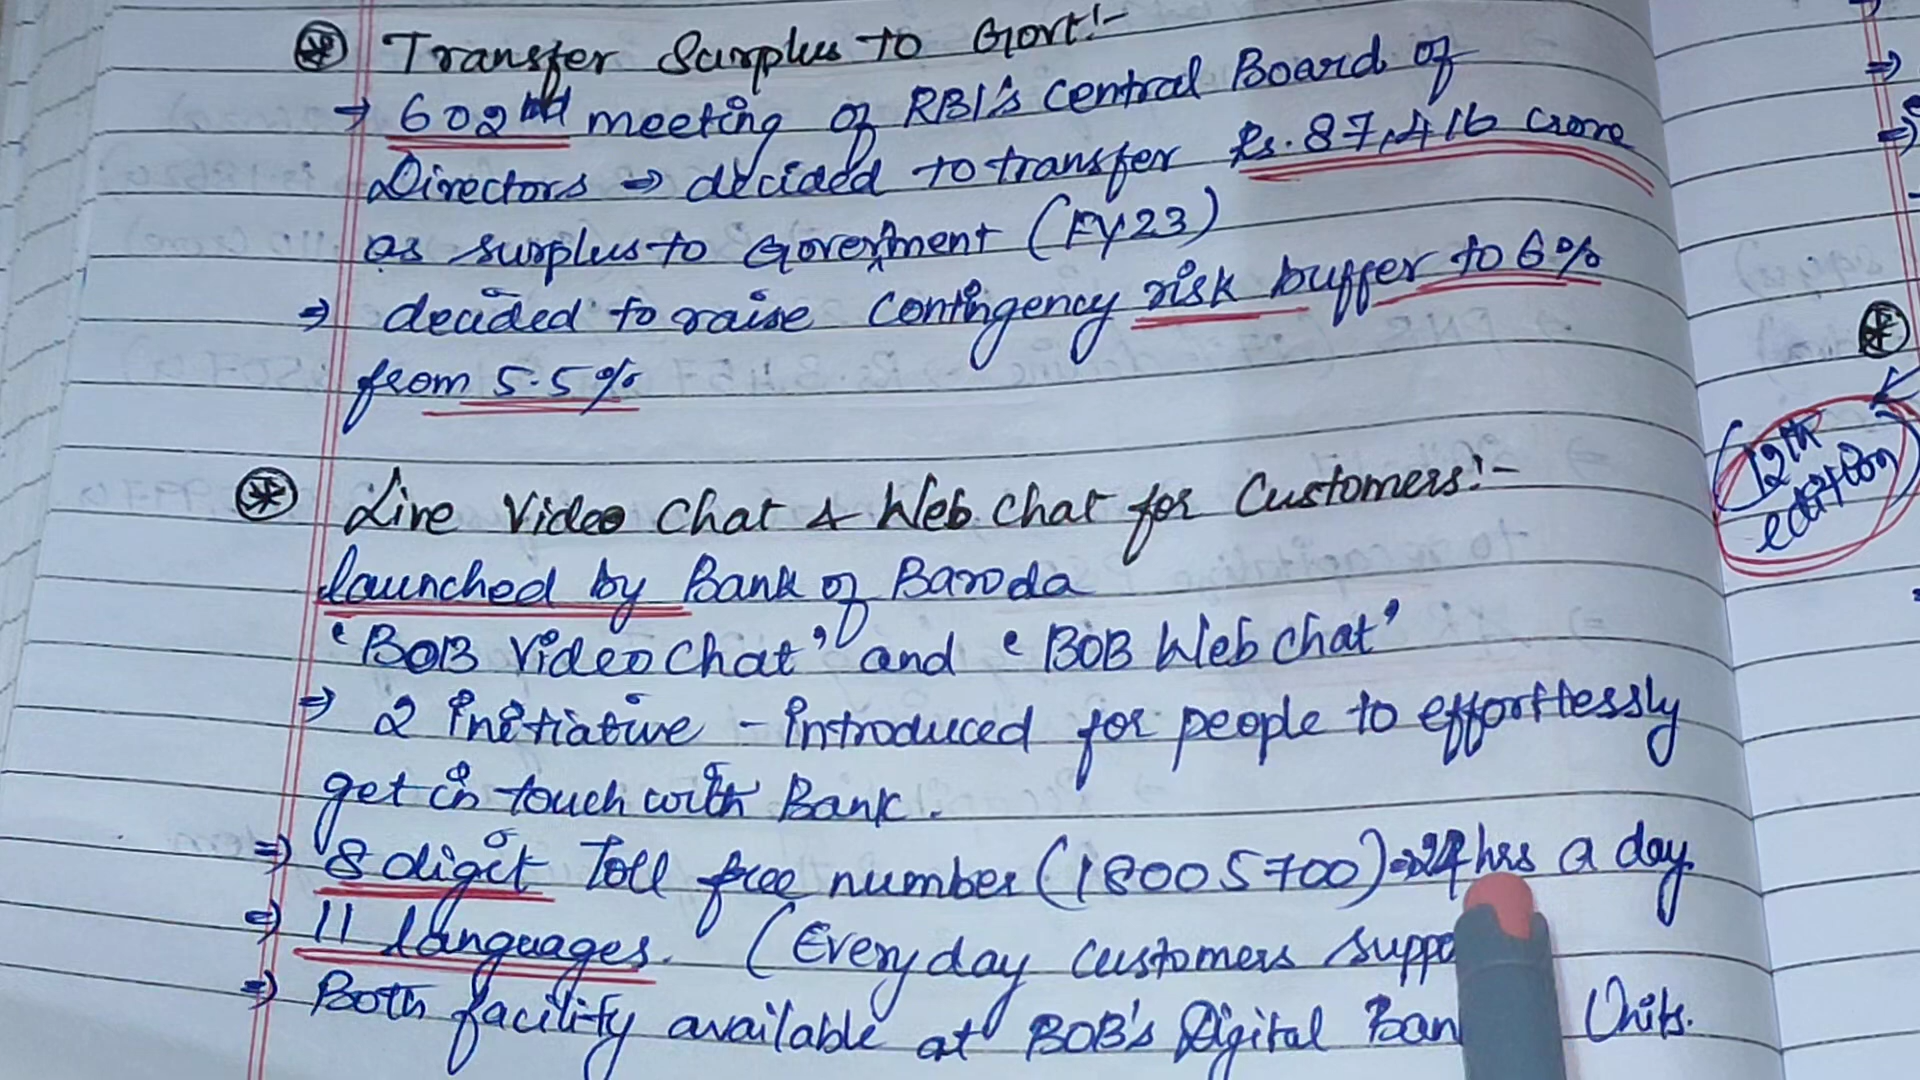 Transfer Surplus to Govt:-
→ 602nd meeting of RBI's Central Board of
Directors ⇒ decided to transfer Rs. 87,416 crore
as surplus to Government (FY23)
⇒ decided to raise Contingency risk buffer to 6%
from 5.5%
Live Video Chat & Web chat for Customers:-
launched by Bank of Baroda
'BOB Video Chat' and 'BOB Web chat'
⇒ 2 initiative - introduced for people to effortlessly
get in touch with Bank.
⇒ 8 digit Toll free number (18005700) ⇒ 24 hrs a day.
⇒ 11 languages. (Everyday customers
⇒ Both facility available at BOB's Digital Units.
(12th
edition)